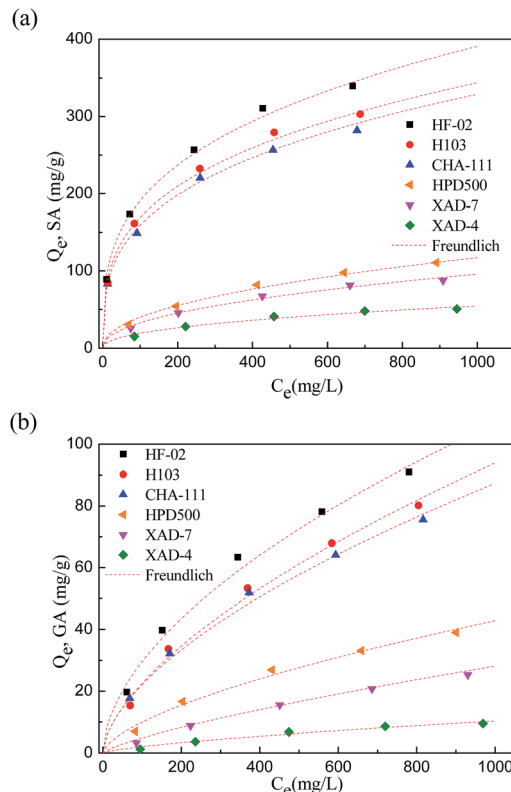 (a)
400
300
200
100
0
Qe, SA (mg/g)
HF-02
H103
CHA-111
HPD500
XAD-7
XAD-4
Freundlich
0 200 400 600 800 1000
Ce(mg/L)
(b)
100
80
60
40
20
0
Qe, GA (mg/g)
HF-02
H103
CHA-111
HPD500
XAD-7
XAD-4
Freundlich
0 200 400 600 800 1000
Ce(mg/L)